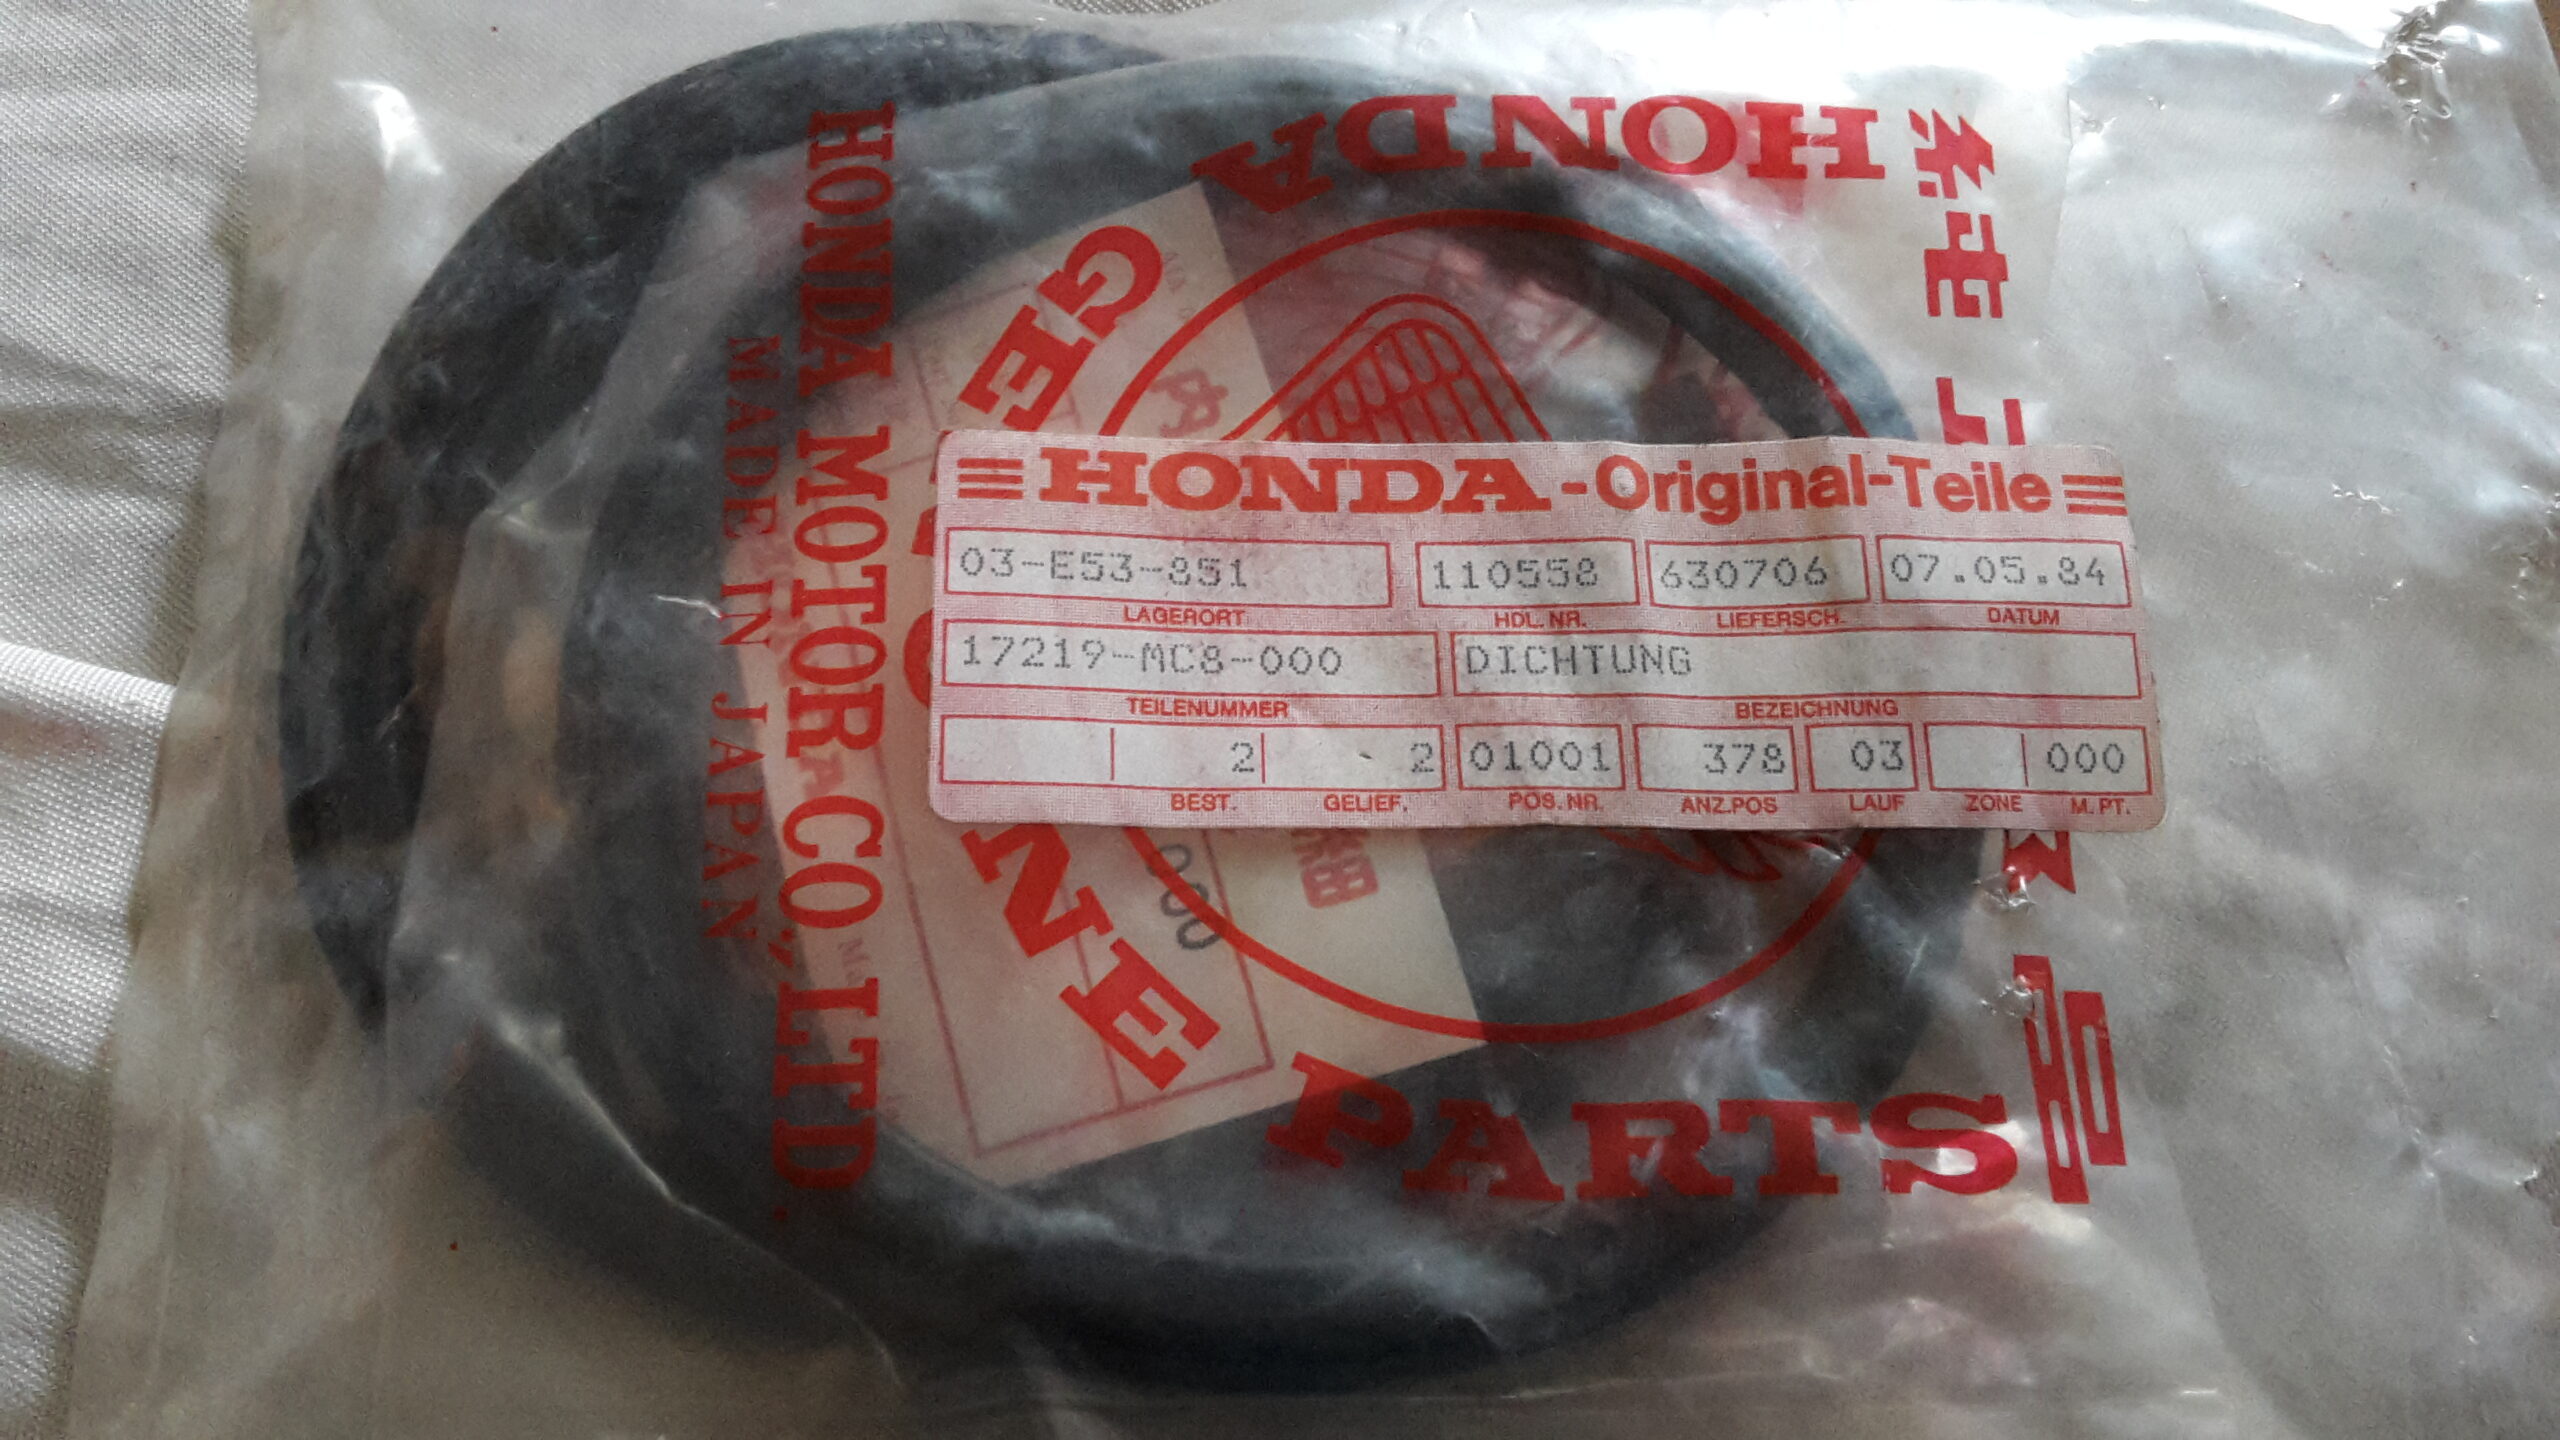 HONDA
GE
NE
PARTS
HONDA MOTOR CO., LTD.
MADE IN JAPAN
HONDA-Original-Teile
03-E53-851 110558 630706 07.05.84
LAGERORT HDL. NR. LIEFERSCH. DATUM
17219-MC8-000 DICHTUNG
TEILENUMMER BEZEICHNUNG
2 2 01001 378 03 000
BEST. GELIEF. POS. NR. ANZ.POS LAUF ZONE M. PT.